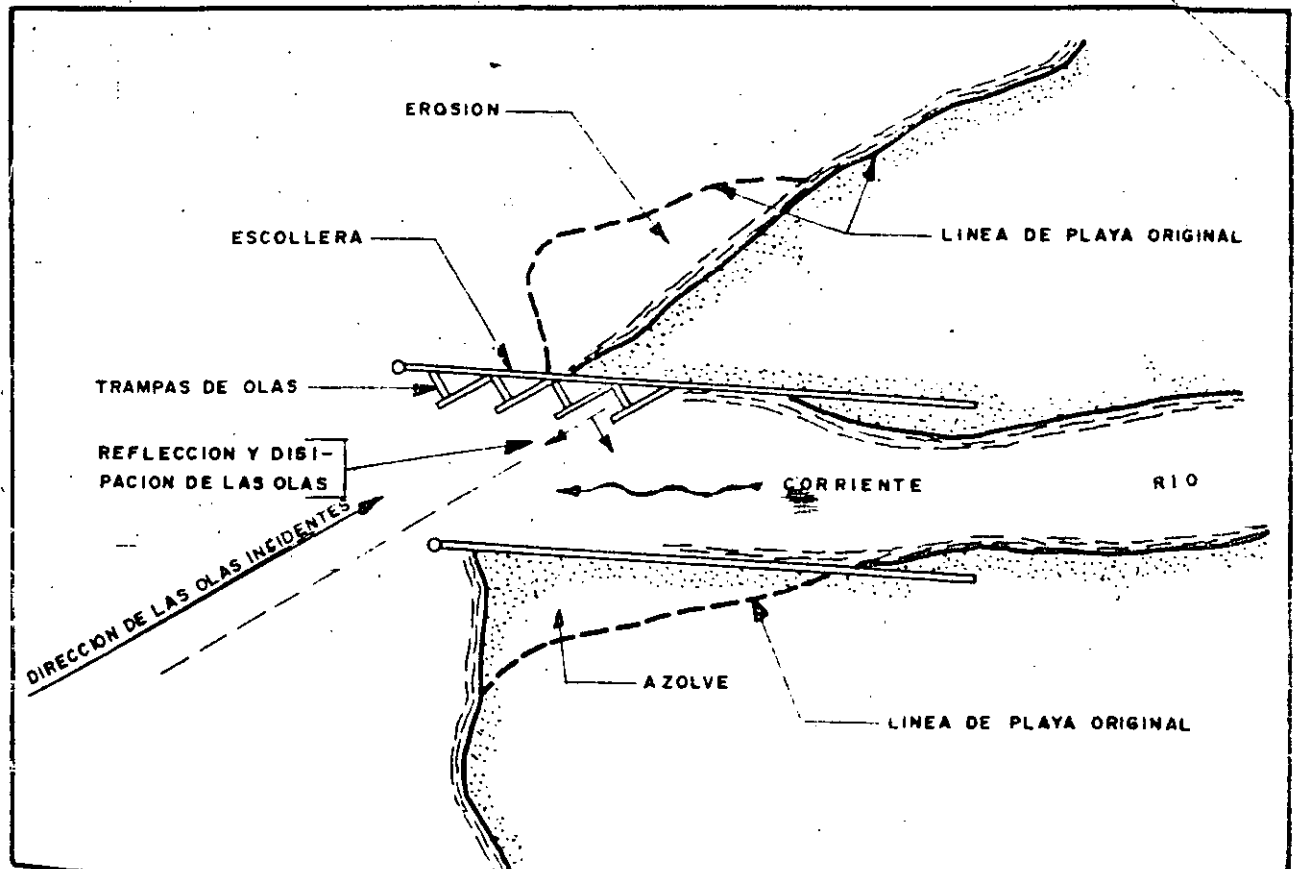 EROSION
ESCOLLERA
LINEA DE PLAYA ORIGINAL
TRAMPAS DE OLAS
REFLECCION Y DISI-
PACION DE LAS OLAS
CORRIENTE
RIO
DIRECCION DE LAS OLAS INCIDENTES
AZOLVE
LINEA DE PLAYA ORIGINAL